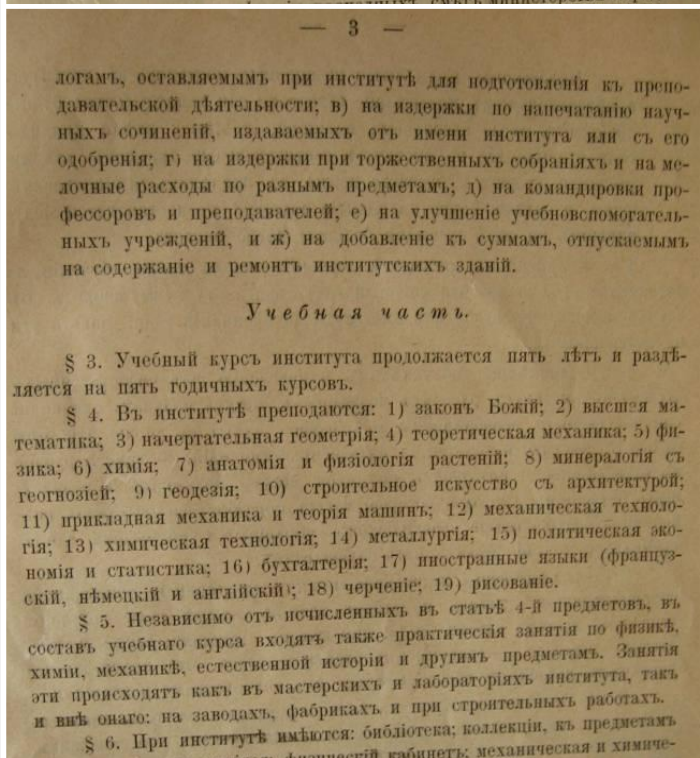 — 3 —
логамъ, оставляемымъ при институтѣ для подготовленія къ препо-
давательской дѣятельности; в) на издержки по напечатанію науч-
ныхъ сочиненій, издаваемыхъ отъ имени института или съ его
одобренія; г) на издержки при торжественныхъ собраніяхъ и на ме-
лочные расходы по разнымъ предметамъ; д) на командировки про-
фессоровъ и преподавателей; е) на улучшеніе учебновспомогатель-
ныхъ учрежденій, и ж) на добавленіе къ суммамъ, отпускаемымъ
на содержаніе и ремонтъ институтскихъ зданій.
Учебная часть.
§ 3. Учебный курсъ института продолжается пять лѣтъ и раздѣ-
ляется на пять годичныхъ курсовъ.
§ 4. Въ институтѣ преподаются: 1) законъ Божій; 2) высшая ма-
тематика; 3) начертательная геометрія; 4) теоретическая механика; 5) фи-
зика; 6) химія; 7) анатомія и физіологія растеній; 8) минералогія съ
геогнозіей; 9) геодезія; 10) строительное искусство съ архитектурой;
11) прикладная механика и теорія машинъ; 12) механическая техноло-
гія; 13) химическая технологія; 14) металлургія; 15) политическая эко-
номія и статистика; 16) бухгалтерія; 17) иностранные языки (француз-
скій, нѣмецкій и англійскій); 18) черченіе; 19) рисованіе.
§ 5. Независимо отъ исчисленныхъ въ статьѣ 4-й предметовъ, въ
составъ учебнаго курса входятъ также практическія занятія по физикѣ,
химіи, механикѣ, естественной исторіи и другимъ предметамъ. Занятія
эти происходятъ какъ въ мастерскихъ и лабораторіяхъ института, такъ
и внѣ онаго: на заводахъ, фабрикахъ и при строительныхъ работахъ.
§ 6. При институтѣ имѣются: библіотека; коллекціи, къ предметамъ
физическій кабинетъ; механическая и химиче-